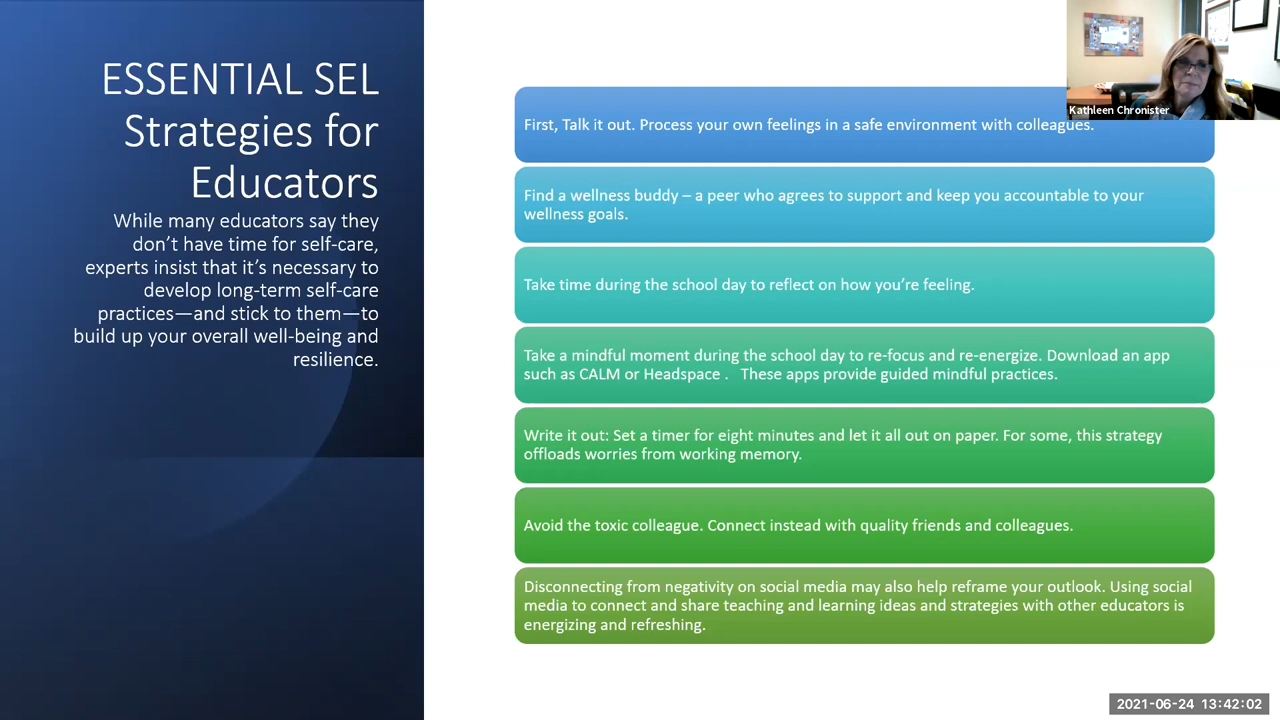 ESSENTIAL SEL
Strategies for
Educators
While many educators say they
don't have time for self-care,
experts insist that it's necessary to
develop long-term self-care
practices—and stick to them—to
build up your overall well-being and
resilience.
Kathleen Chronister
First, Talk it out. Process your own feelings in a safe environment with colleagues.
Find a wellness buddy – a peer who agrees to support and keep you accountable to your
wellness goals.
Take time during the school day to reflect on how you're feeling.
Take a mindful moment during the school day to re-focus and re-energize. Download an app
such as CALM or Headspace .   These apps provide guided mindful practices.
Write it out: Set a timer for eight minutes and let it all out on paper. For some, this strategy
offloads worries from working memory.
Avoid the toxic colleague. Connect instead with quality friends and colleagues.
Disconnecting from negativity on social media may also help reframe your outlook. Using social
media to connect and share teaching and learning ideas and strategies with other educators is
energizing and refreshing.
2021-06-24 13:42:02